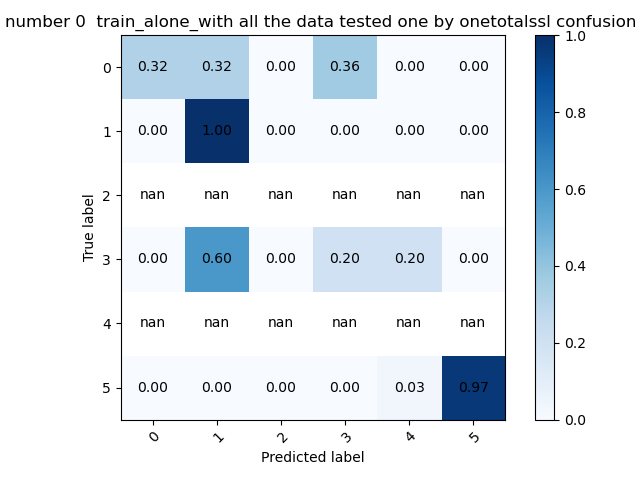 number 0  train_alone_with all the data tested one by onetotalssl confusion
0 0.32 0.32 0.00 0.36 0.00 0.00
1 0.00 1.00 0.00 0.00 0.00 0.00
2 nan nan nan nan nan nan
3 0.00 0.60 0.00 0.20 0.20 0.00
4 nan nan nan nan nan nan
5 0.00 0.00 0.00 0.00 0.03 0.97
0 1 2 3 4 5
Predicted label
True label
1.0
0.8
0.6
0.4
0.2
0.0